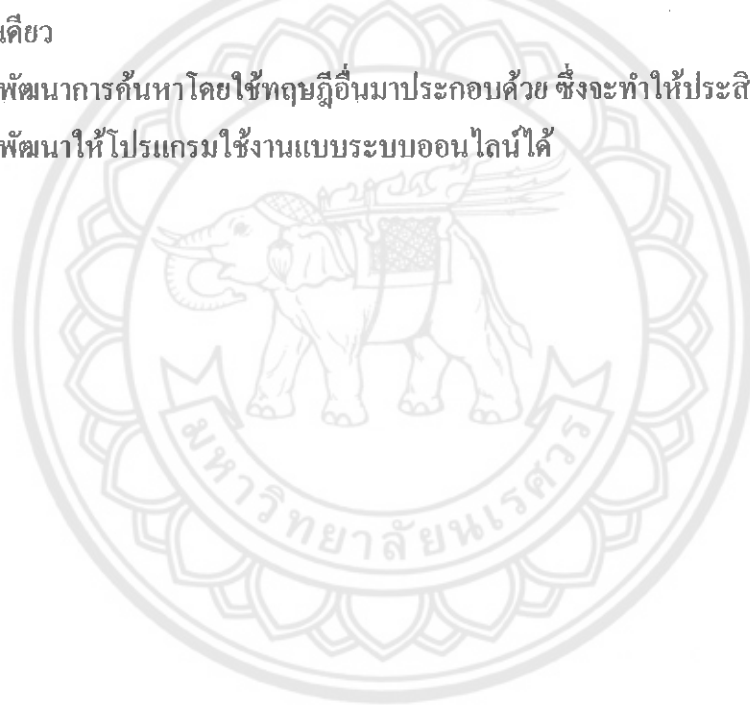 นเดียว
พัฒนาการค้นหาโดยใช้ทฤษฎีอื่นมาประกอบด้วย ซึ่งจะทำให้ประสิ
พัฒนาให้โปรแกรมใช้งานแบบระบบออนไลน์ได้
มหาวิทยาลัยนเรศวร